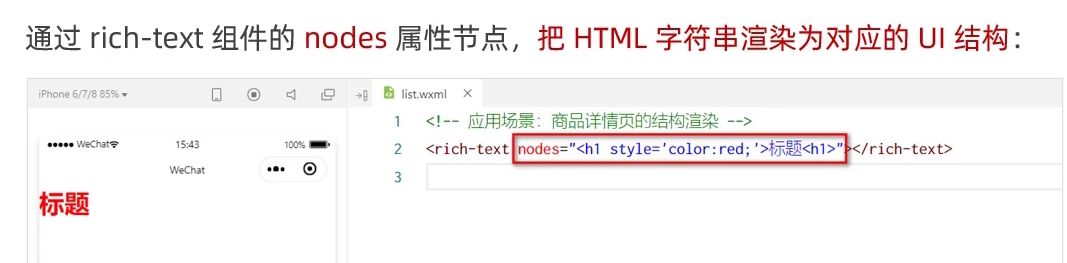 通过 rich-text 组件的 nodes 属性节点，把 HTML 字符串渲染为对应的 UI 结构：
iPhone 6/7/8 85%
list.wxml
WeChat 15:43 100%
WeChat
标题
1 <!-- 应用场景：商品详情页的结构渲染 -->
2 <rich-text nodes="<h1 style='color:red;'>标题<h1>"></rich-text>
3